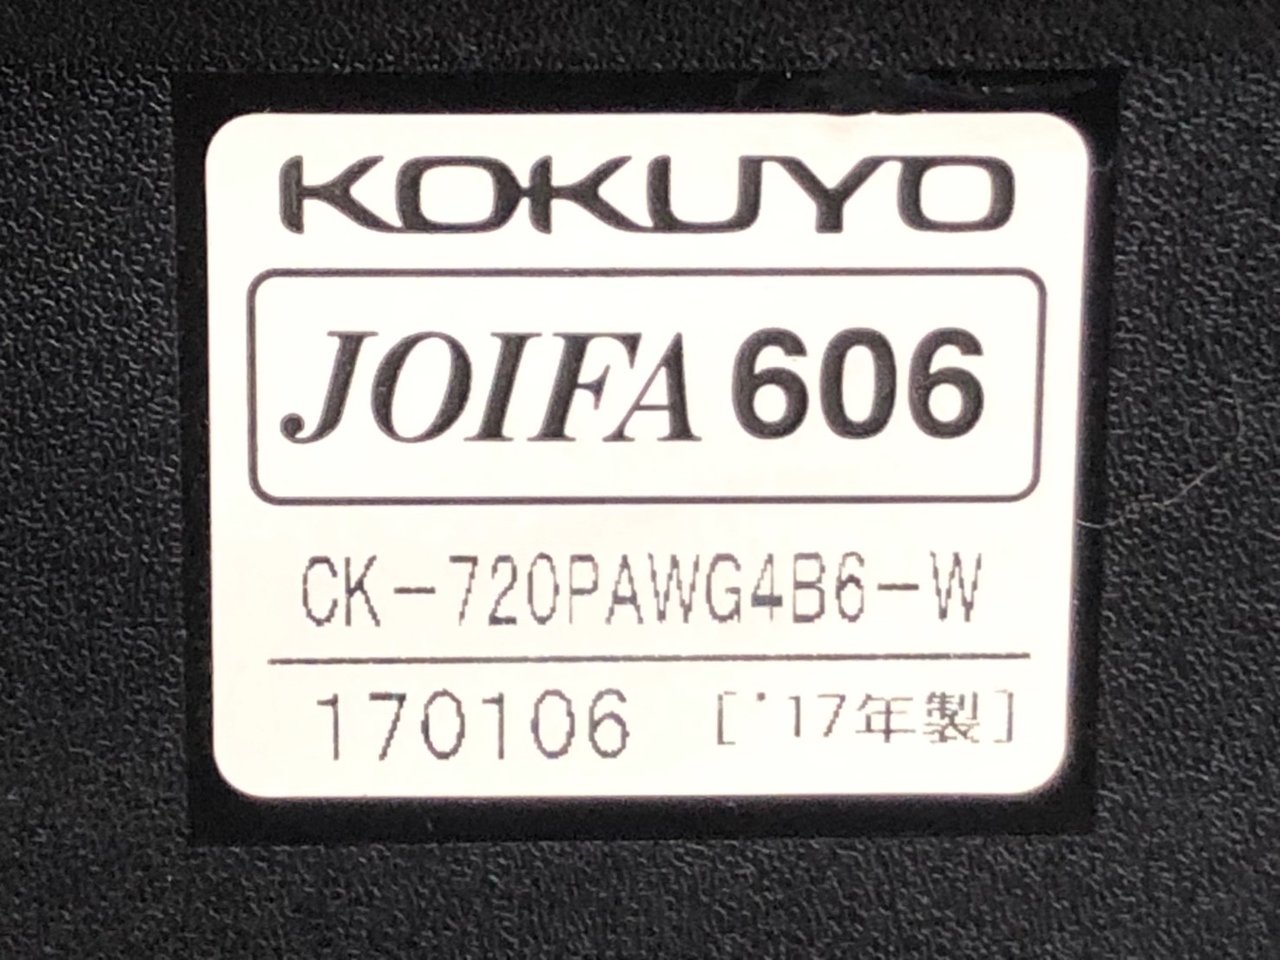 KOKUYO
JOIFA 606
CK-720PAWG4B6-W
170106 ['17年製]